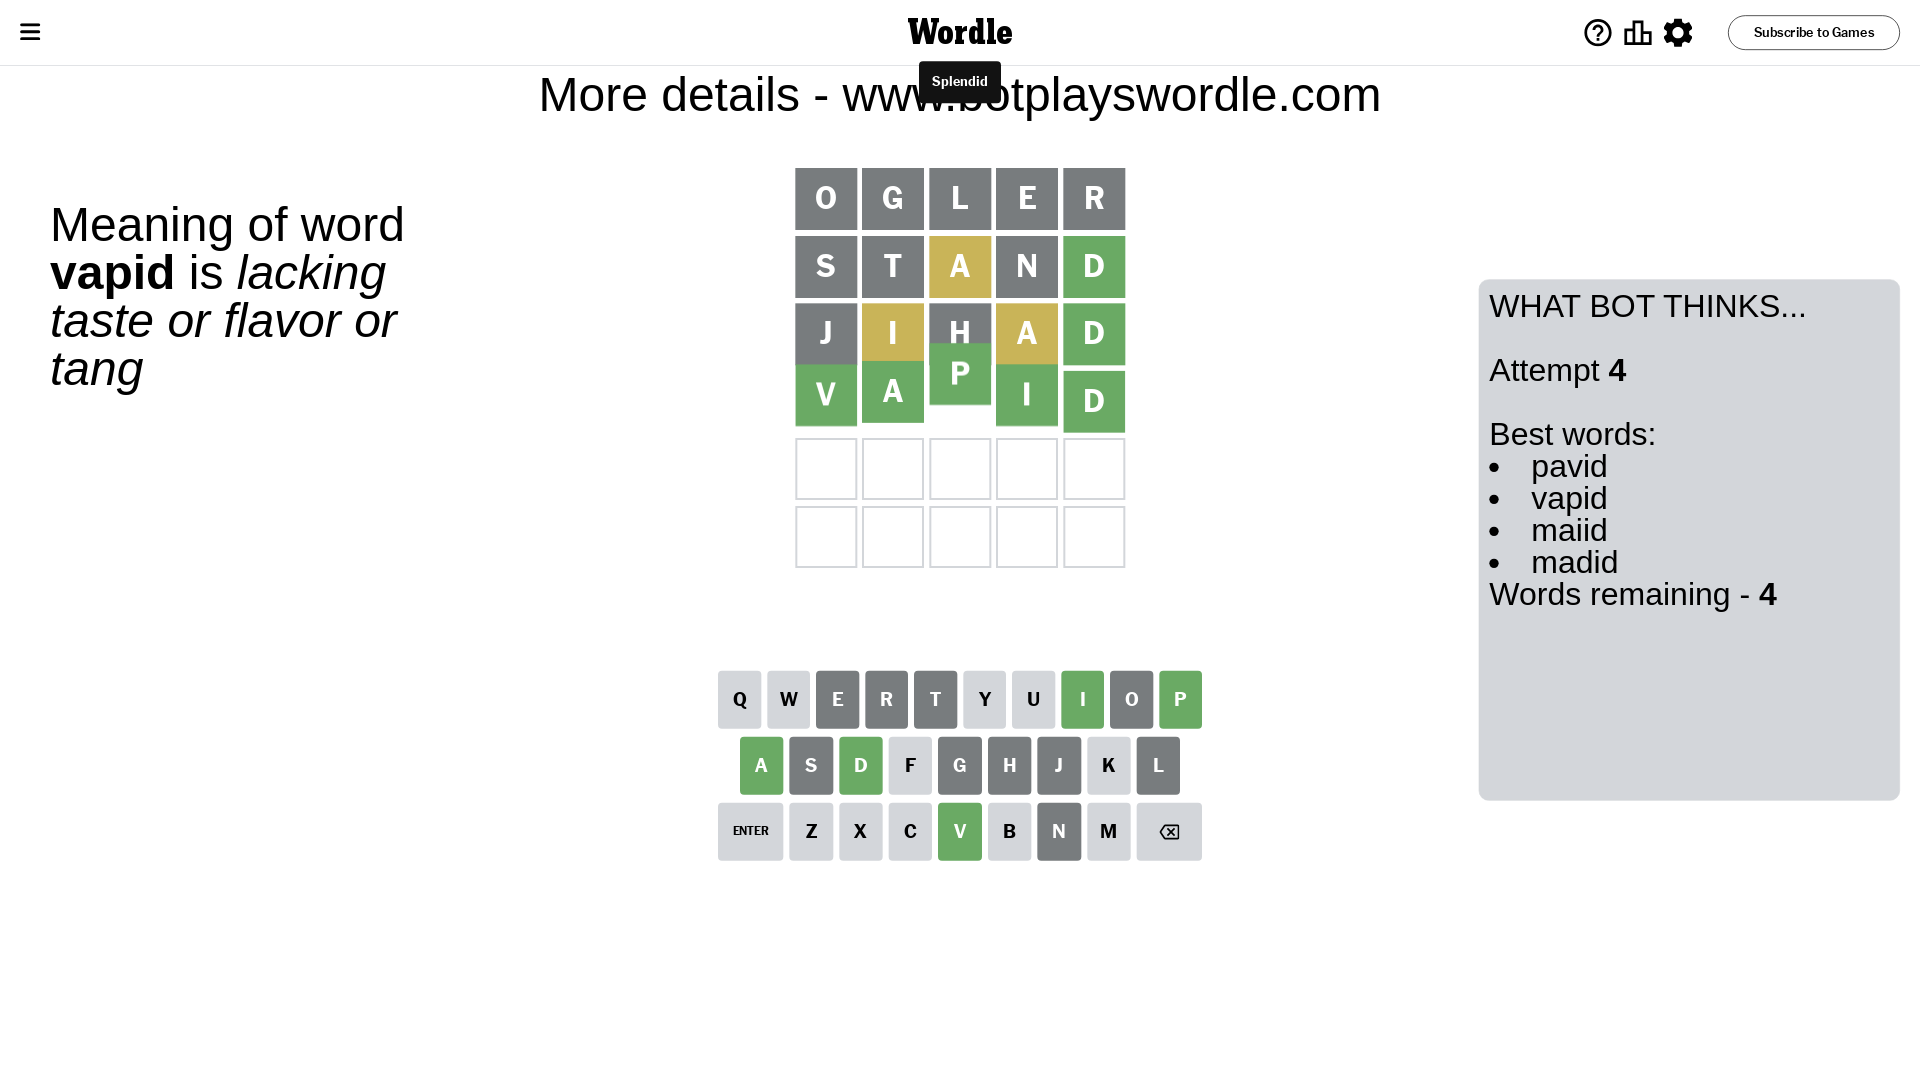 Wordle
Subscribe to Games
Splendid
More details - www.botplayswordle.com
Meaning of word
vapid is lacking
taste or flavor or
tang
O G L E R
S T A N D
J I H A D
V A P I D
WHAT BOT THINKS...
Attempt 4
Best words:
• pavid
• vapid
• maiid
• madid
Words remaining - 4
Q W E R T Y U I O P
A S D F G H J K L
ENTER Z X C V B N M